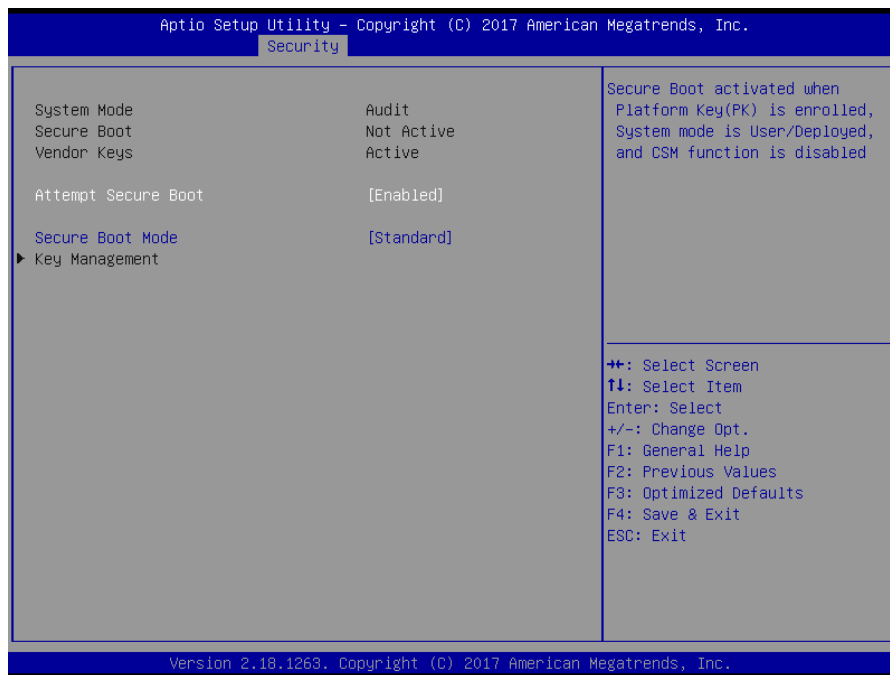 Aptio Setup Utility – Copyright (C) 2017 American Megatrends, Inc.
Security
System Mode Audit
Secure Boot Not Active
Vendor Keys Active
Attempt Secure Boot [Enabled]
Secure Boot Mode [Standard]
Key Management
Secure Boot activated when
Platform Key(PK) is enrolled,
System mode is User/Deployed,
and CSM function is disabled
→←: Select Screen
↑↓: Select Item
Enter: Select
+/-: Change Opt.
F1: General Help
F2: Previous Values
F3: Optimized Defaults
F4: Save & Exit
ESC: Exit
Version 2.18.1263. Copyright (C) 2017 American Megatrends, Inc.